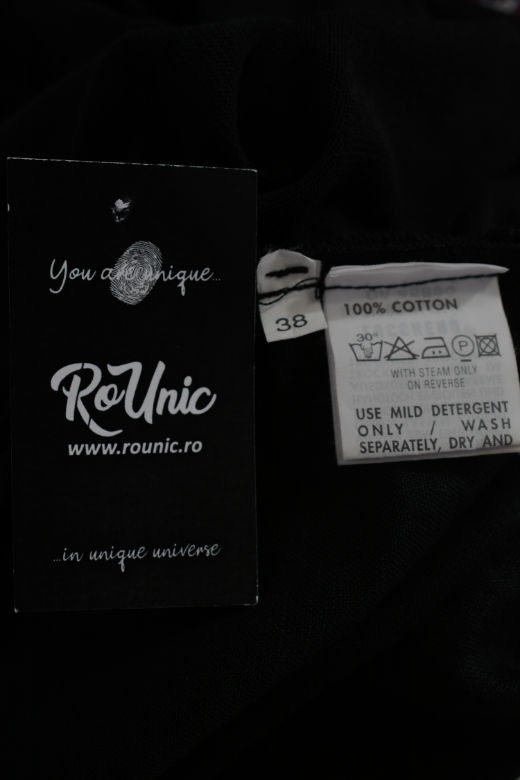 You are unique...
RoUnic
www.rounic.ro
...in unique universe
38
100% COTTON
30°
P
WITH STEAM ONLY
ON REVERSE
USE MILD DETERGENT
ONLY / WASH
SEPARATELY, DRY AND